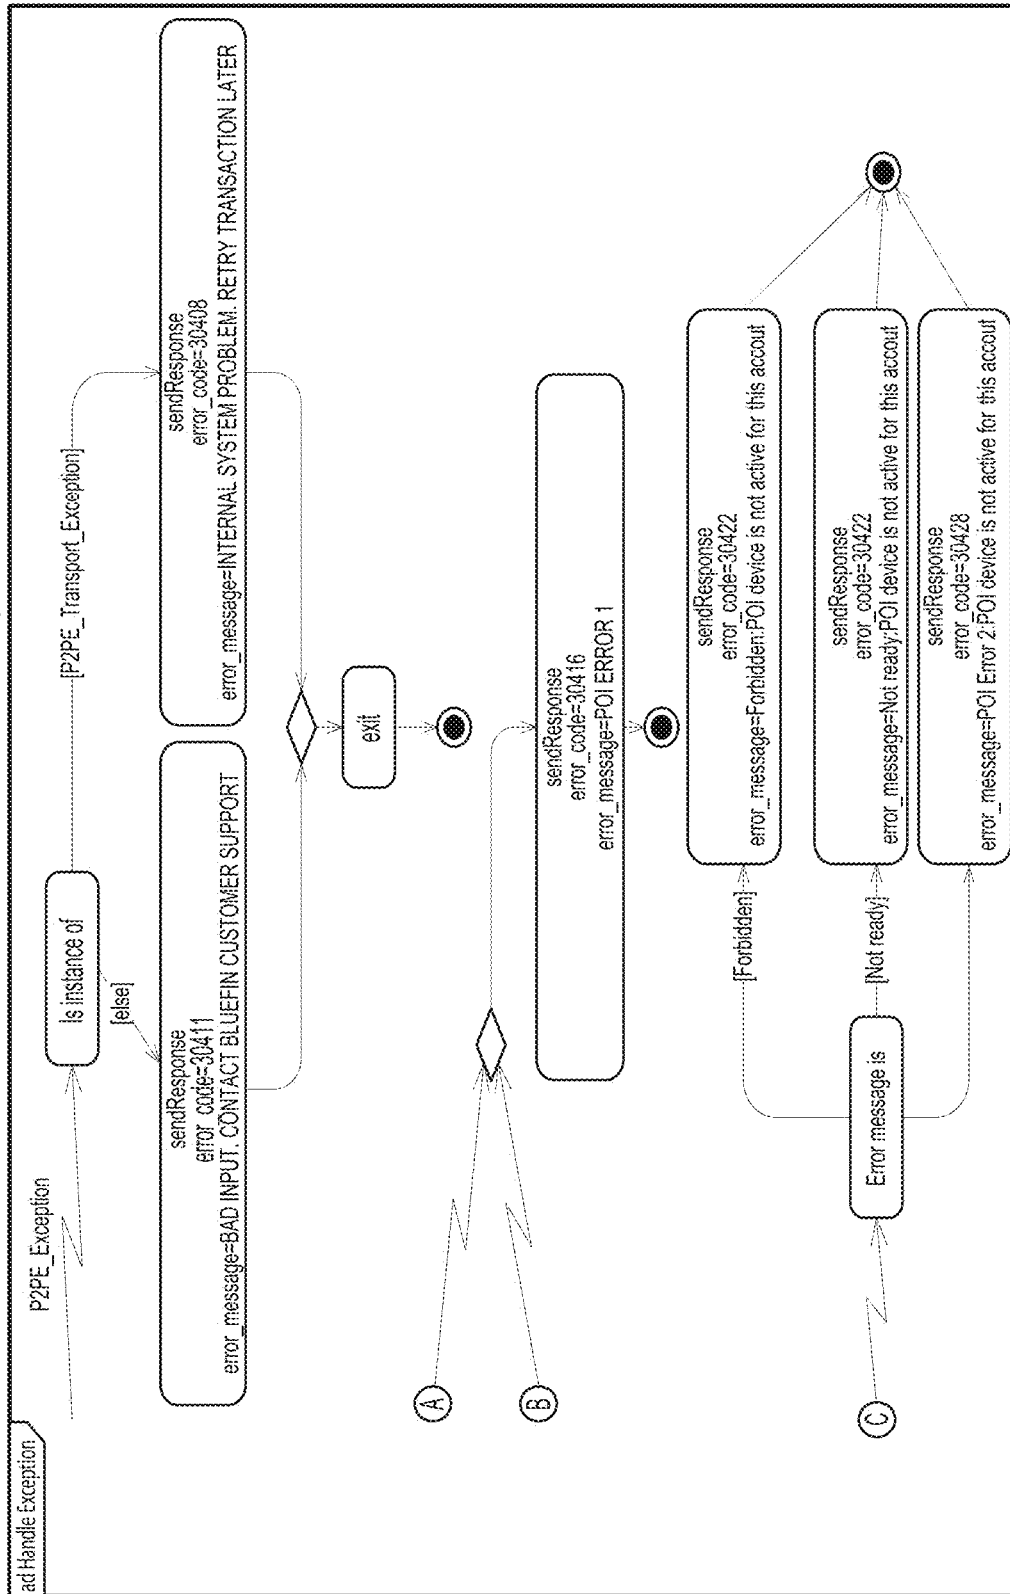 ad Handle Exception
P2PE_Exception
Is instance of
[P2PE_Transport_Exception]
[else]
sendResponse
error_code=30411
error_message=BAD INPUT. CONTACT BLUEFIN CUSTOMER SUPPORT
sendResponse
error_code=30408
error_message=INTERNAL SYSTEM PROBLEM. RETRY TRANSACTION LATER
exit
A
B
sendResponse
error_code=30416
error_message=POI ERROR 1
C
Error message is
[Forbidden]
[Not ready]
sendResponse
error_code=30422
error_message=Forbidden:POI device is not active for this accout
sendResponse
error_code=30422
error_message=Not ready:POI device is not active for this accout
sendResponse
error_code=30428
error_message=POI Error 2:POI device is not active for this accout